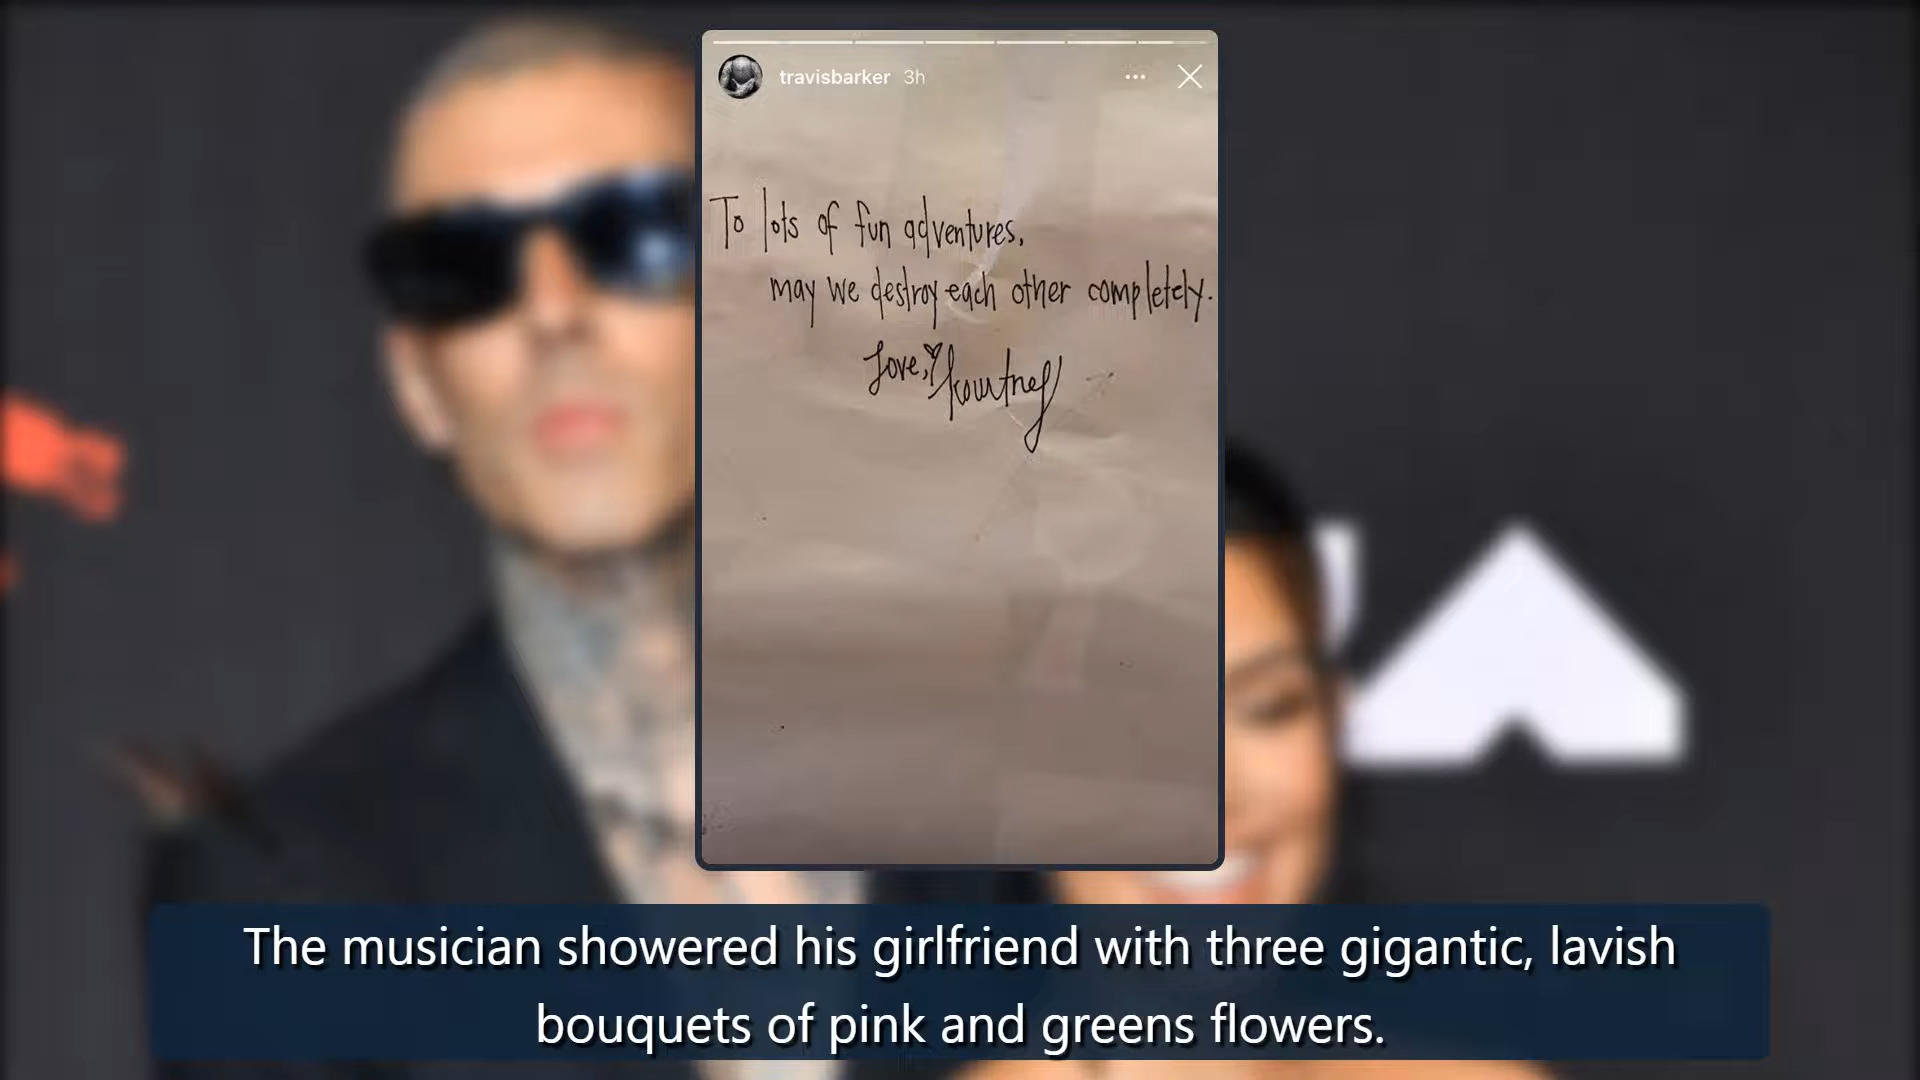 travisbarker 3h
To lots of fun adventures,
may we destroy each other completely.
Love, kourtney
The musician showered his girlfriend with three gigantic, lavish
bouquets of pink and greens flowers.